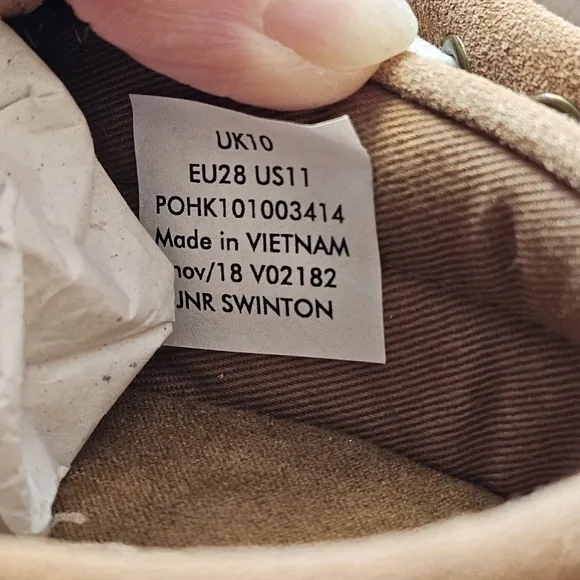 UK10
EU28 US11
POHK101003414
Made in VIETNAM
nov/18 V02182
JNR SWINTON